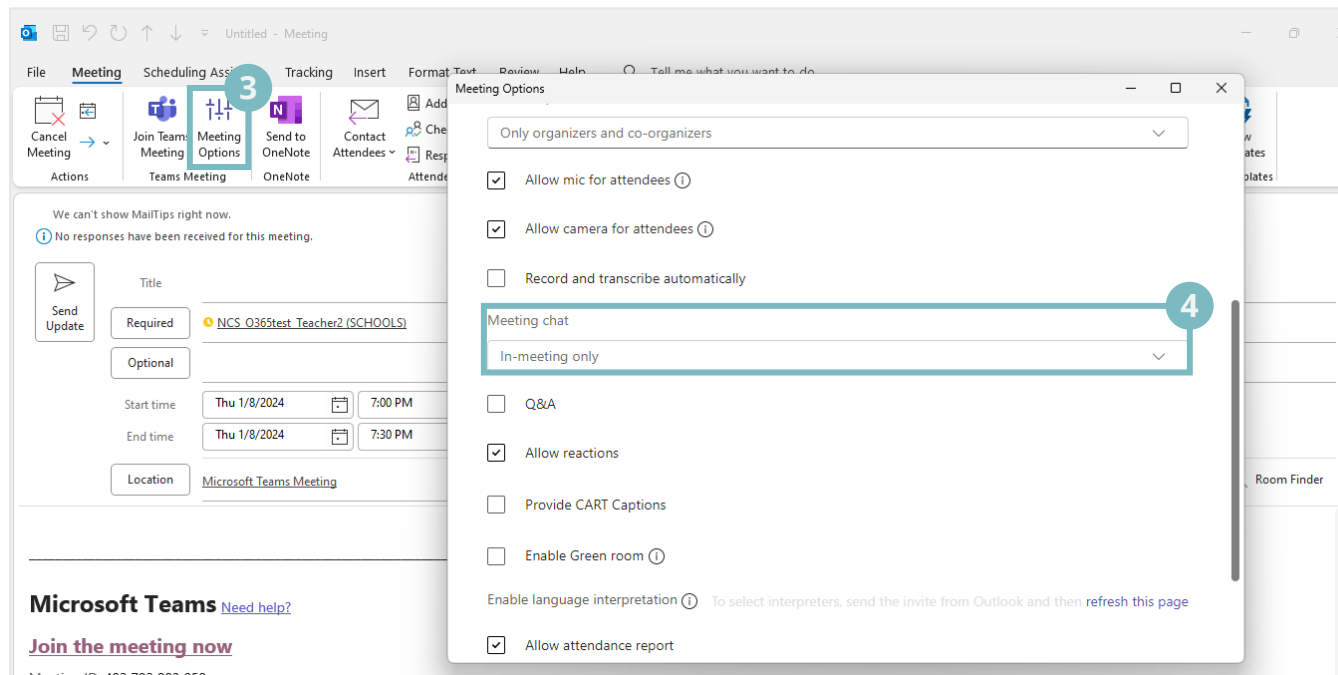 Untitled - Meeting
File Meeting Scheduling Tracking Insert Format Text Review Help Tell me what you want to do
3
Cancel Meeting
Join Teams Meeting
Meeting Options
Send to OneNote
Contact Attendees
Add
Actions
Teams Meeting
OneNote
We can't show MailTips right now.
No responses have been received for this meeting.
Send Update
Title
Required NCS_O365test_Teacher2 (SCHOOLS)
Optional
Start time Thu 1/8/2024 7:00 PM
End time Thu 1/8/2024 7:30 PM
Location Microsoft Teams Meeting
Room Finder
Microsoft Teams Need help?
Join the meeting now
Meeting Options
Only organizers and co-organizers
Allow mic for attendees
Allow camera for attendees
Record and transcribe automatically
4
Meeting chat
In-meeting only
Q&A
Allow reactions
Provide CART Captions
Enable Green room
Enable language interpretation To select interpreters, send the invite from Outlook and then refresh this page
Allow attendance report